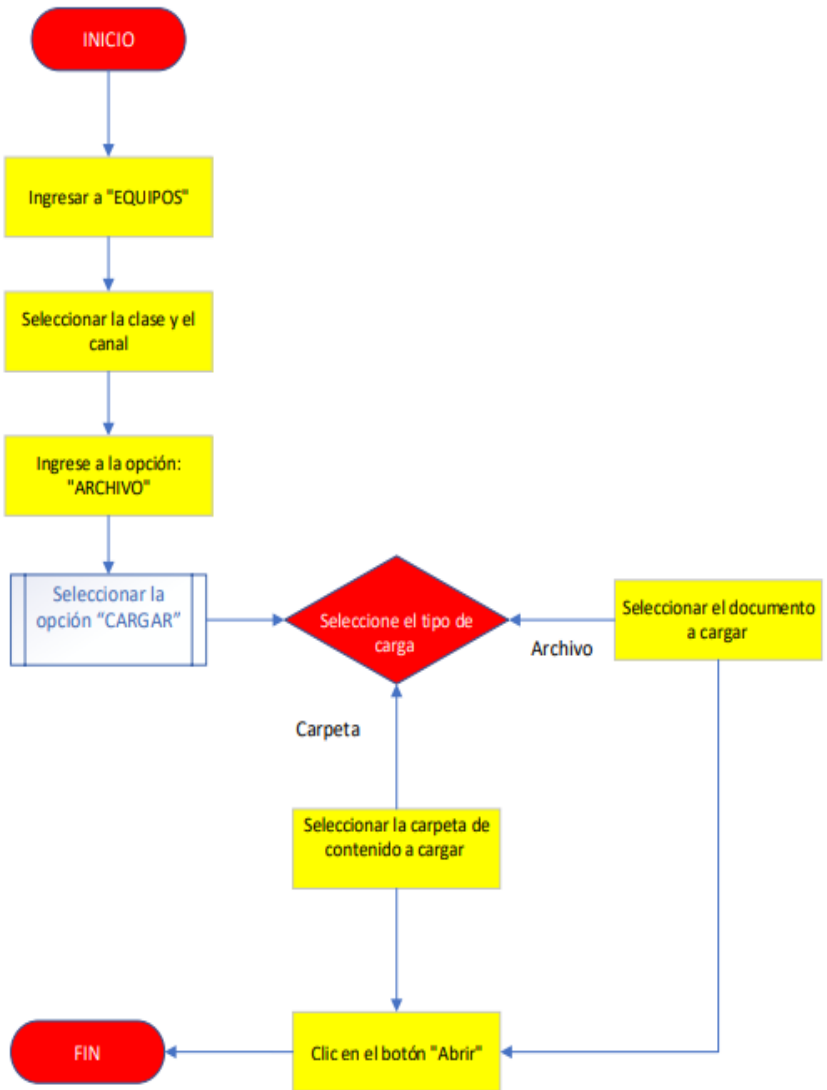 INICIO
Ingresar a "EQUIPOS"
Seleccionar la clase y el
canal
Ingrese a la opción:
"ARCHIVO"
Seleccionar la
opción “CARGAR”
Seleccione el tipo de
carga
Archivo
Seleccionar el documento
a cargar
Carpeta
Seleccionar la carpeta de
contenido a cargar
Clic en el botón "Abrir"
FIN